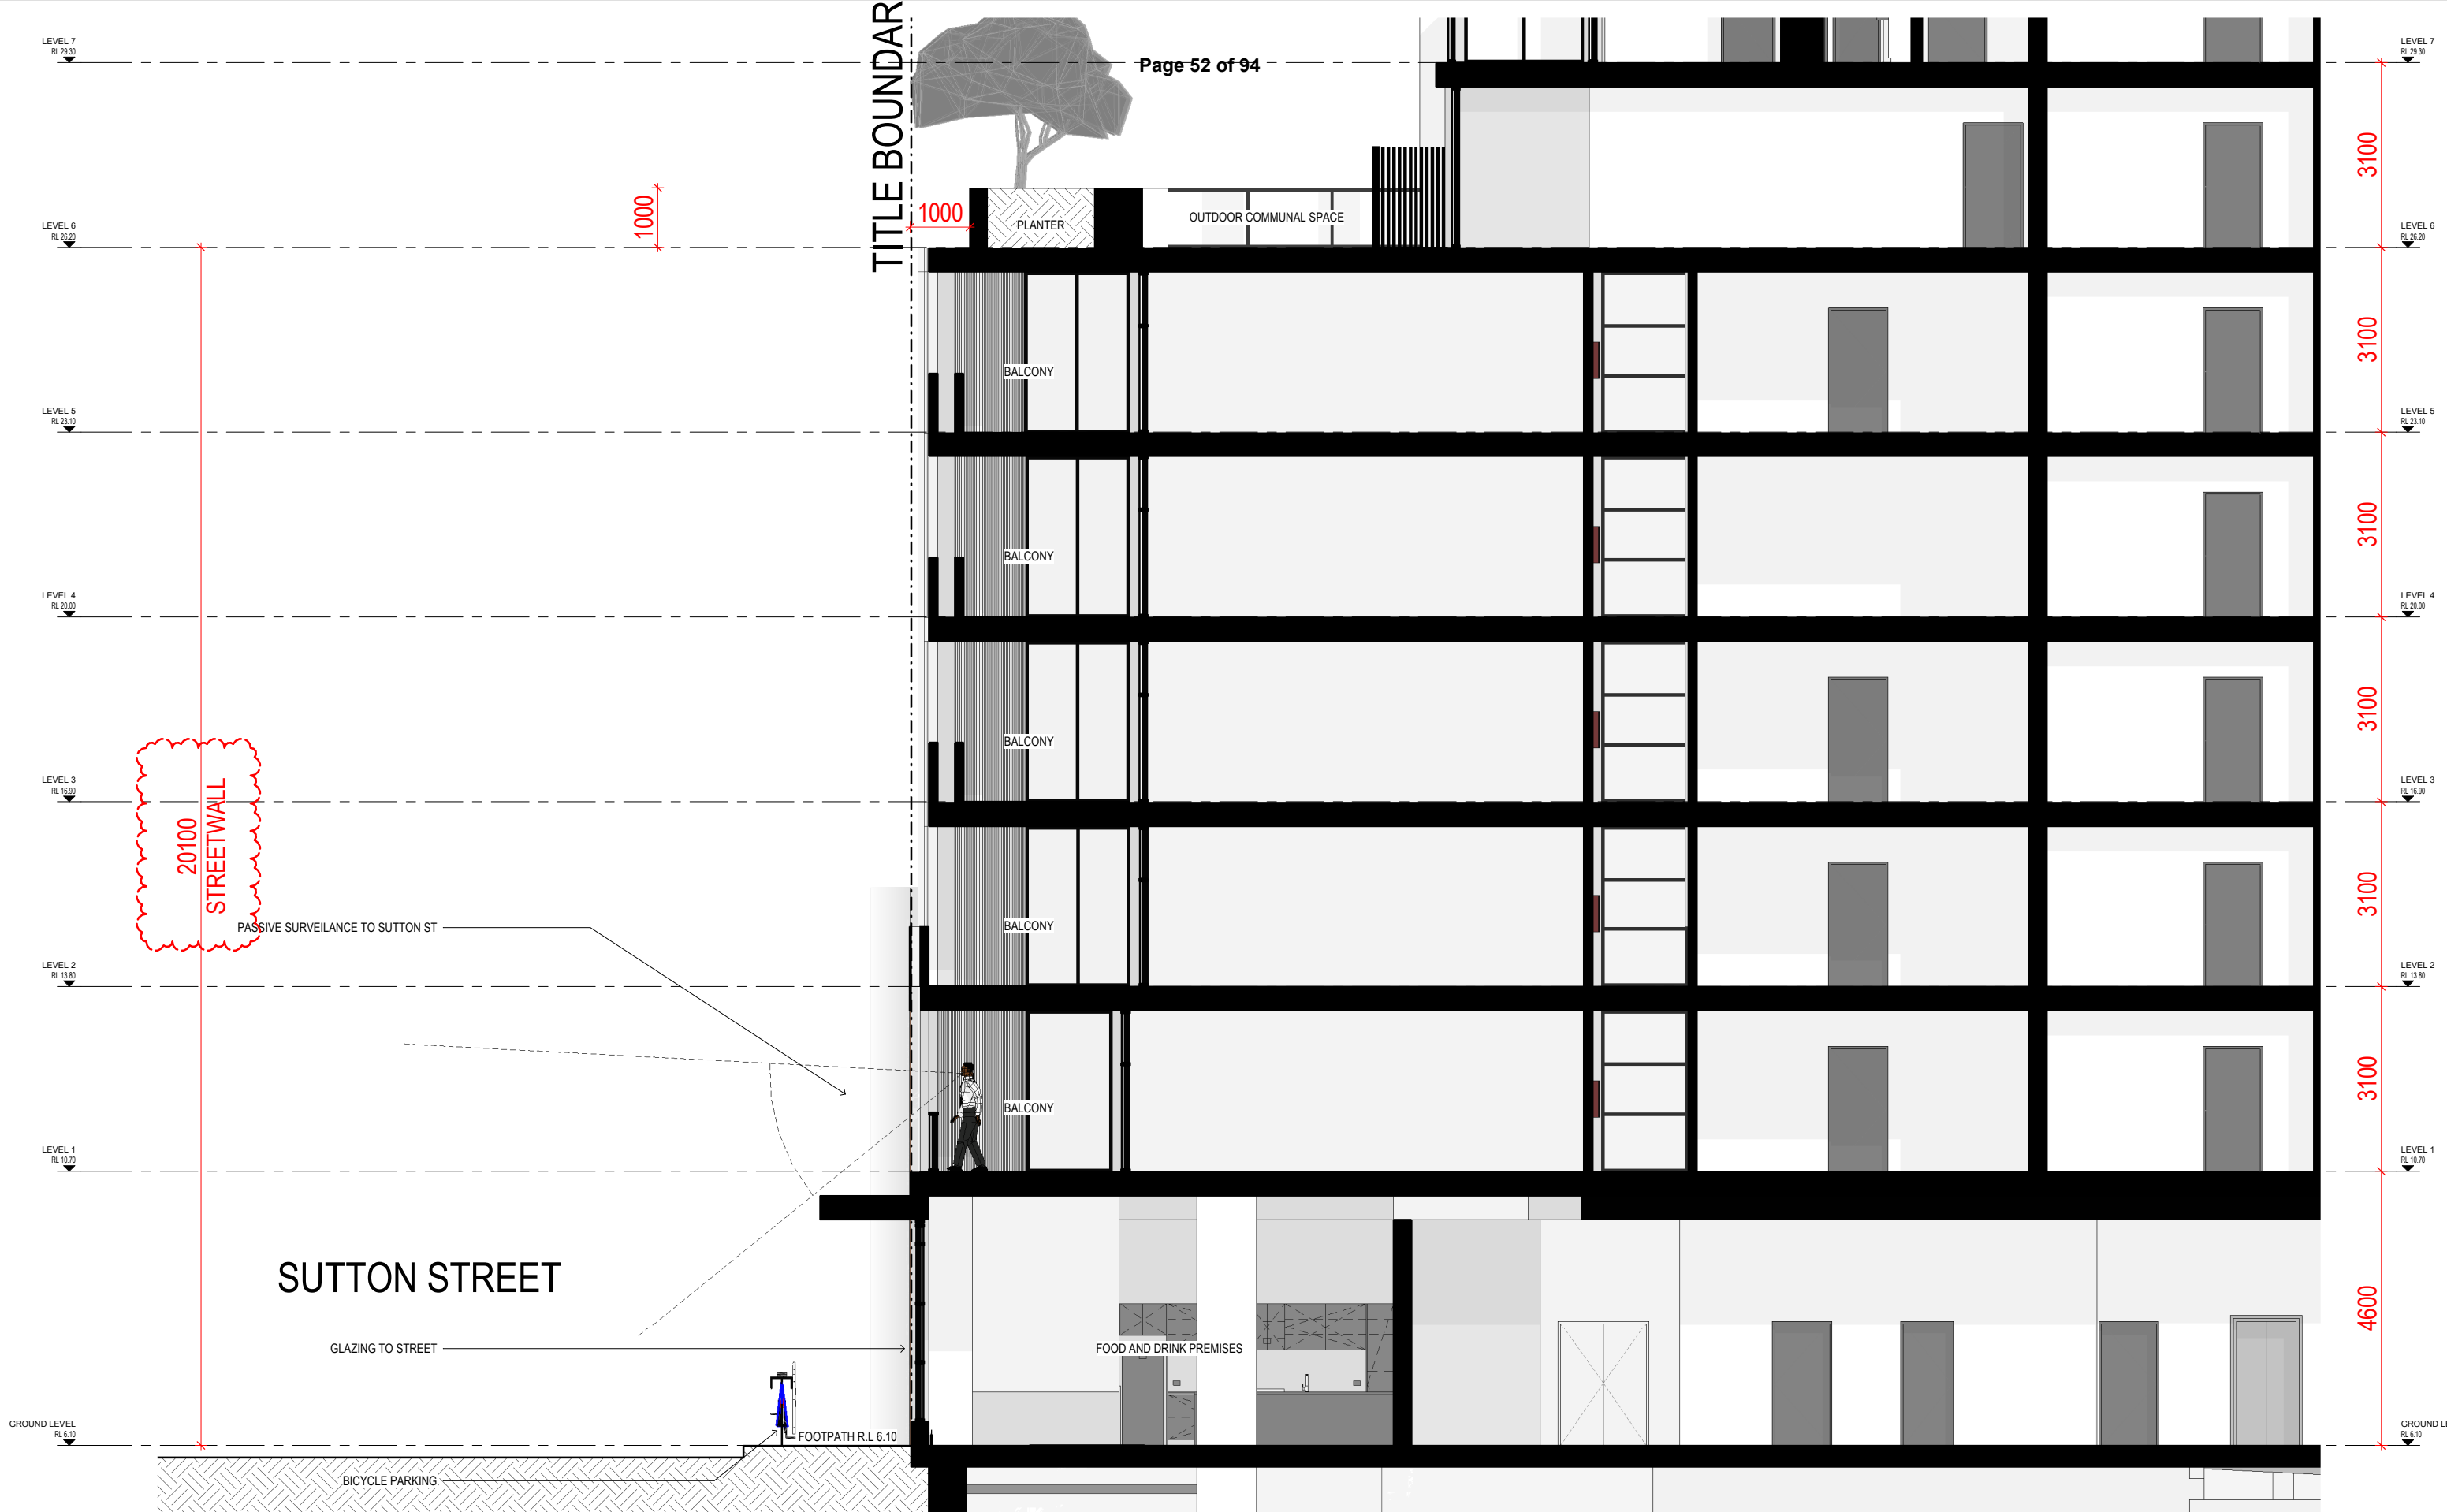 TITLE BOUNDAR
Page 52 of 94
LEVEL 7
RL 29.30
LEVEL 7
RL 29.30
3100
1000
1000
PLANTER
OUTDOOR COMMUNAL SPACE
LEVEL 6
RL 26.20
LEVEL 6
RL 26.20
3100
BALCONY
LEVEL 5
RL 23.10
LEVEL 5
RL 23.10
3100
BALCONY
LEVEL 4
RL 20.00
LEVEL 4
RL 20.00
3100
BALCONY
LEVEL 3
RL 16.90
LEVEL 3
RL 16.90
20100
STREETWALL
3100
PASSIVE SURVEILANCE TO SUTTON ST
BALCONY
LEVEL 2
RL 13.80
LEVEL 2
RL 13.80
3100
BALCONY
LEVEL 1
RL 10.70
LEVEL 1
RL 10.70
SUTTON STREET
4600
GLAZING TO STREET
FOOD AND DRINK PREMISES
GROUND LEVEL
RL 6.10
FOOTPATH R.L 6.10
GROUND LE
RL 6.10
BICYCLE PARKING